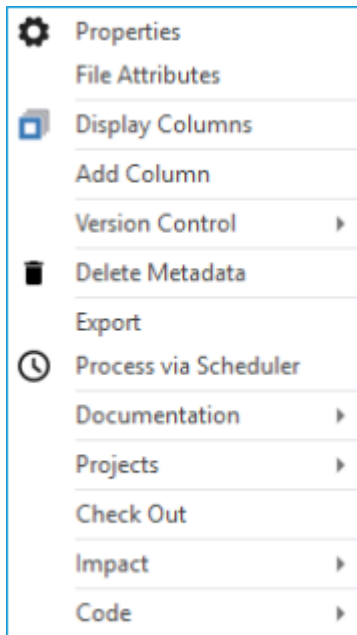 Properties
File Attributes
Display Columns
Add Column
Version Control
Delete Metadata
Export
Process via Scheduler
Documentation
Projects
Check Out
Impact
Code